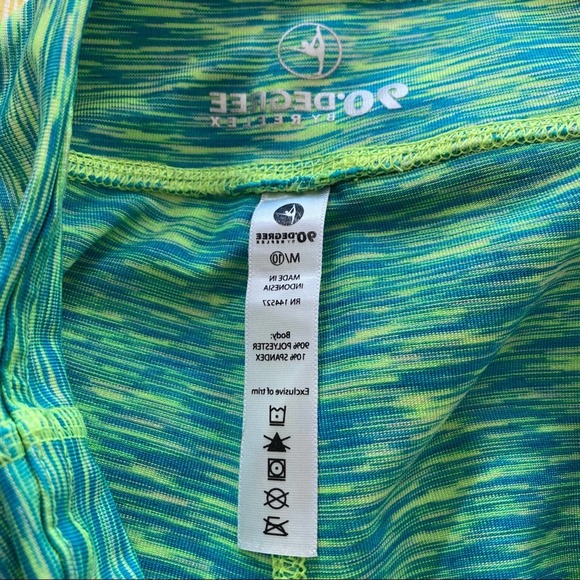 90°DEGREE
BY REFLEX
90°DEGREE
BY REFLEX
M/10
MADE IN
INDONESIA
RN 144527
Body:
90% POLYESTER
10% SPANDEX
Exclusive of trim